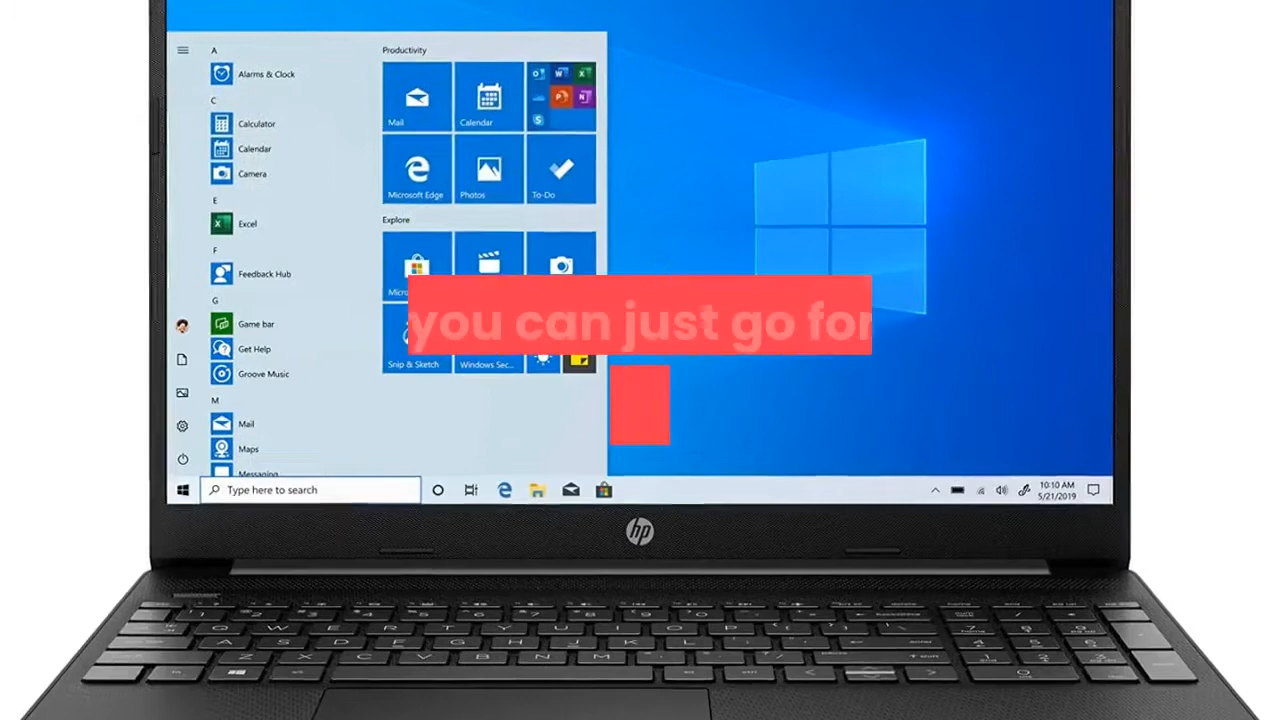 A
Alarms & Clock
C
Calculator
Calendar
Camera
E
Excel
F
Feedback Hub
G
Game bar
Get Help
Groove Music
M
Mail
Maps
Messaging
Productivity
Mail
Calendar
Microsoft Edge
Photos
To-Do
Explore
Snip & Sketch
Windows Sec...
you can just go for
Type here to search
10:10 AM
5/21/2019
hp
Q W E R T Y U I O P
A S D F G H J K L
Z X C V B N M